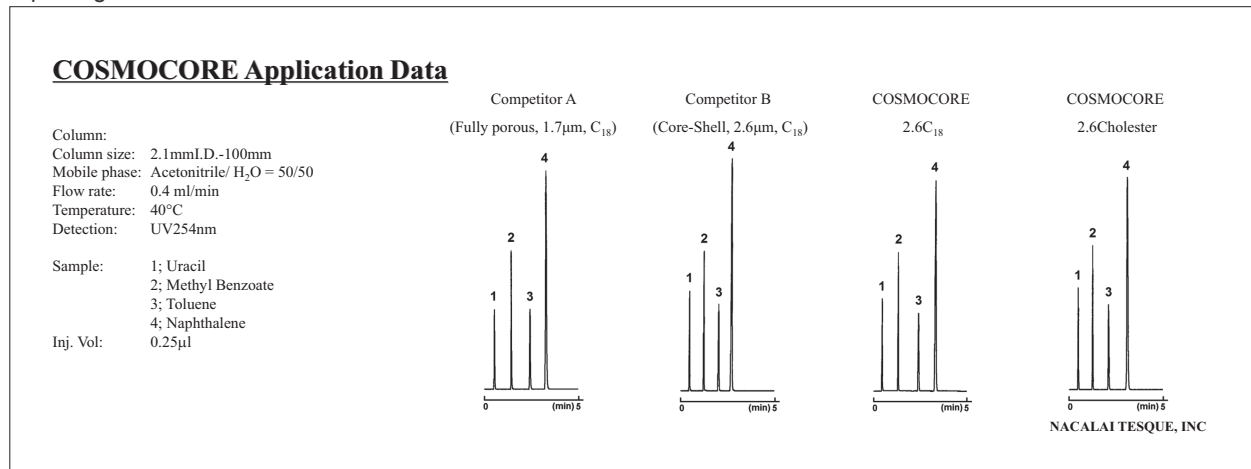 COSMOCORE Application Data
Column:
Column size: 2.1mmI.D.-100mm
Mobile phase: Acetonitrile/ H₂O = 50/50
Flow rate: 0.4 ml/min
Temperature: 40°C
Detection: UV254nm
Sample: 1; Uracil
2; Methyl Benzoate
3; Toluene
4; Naphthalene
Inj. Vol: 0.25µl
Competitor A
(Fully porous, 1.7µm, C₁₈)
1
2
3
4
0 (min) 5
Competitor B
(Core-Shell, 2.6µm, C₁₈)
1
2
3
4
0 (min) 5
COSMOCORE
2.6C₁₈
1
2
3
4
0 (min) 5
COSMOCORE
2.6Cholester
1
2
3
4
0 (min) 5
NACALAI TESQUE, INC